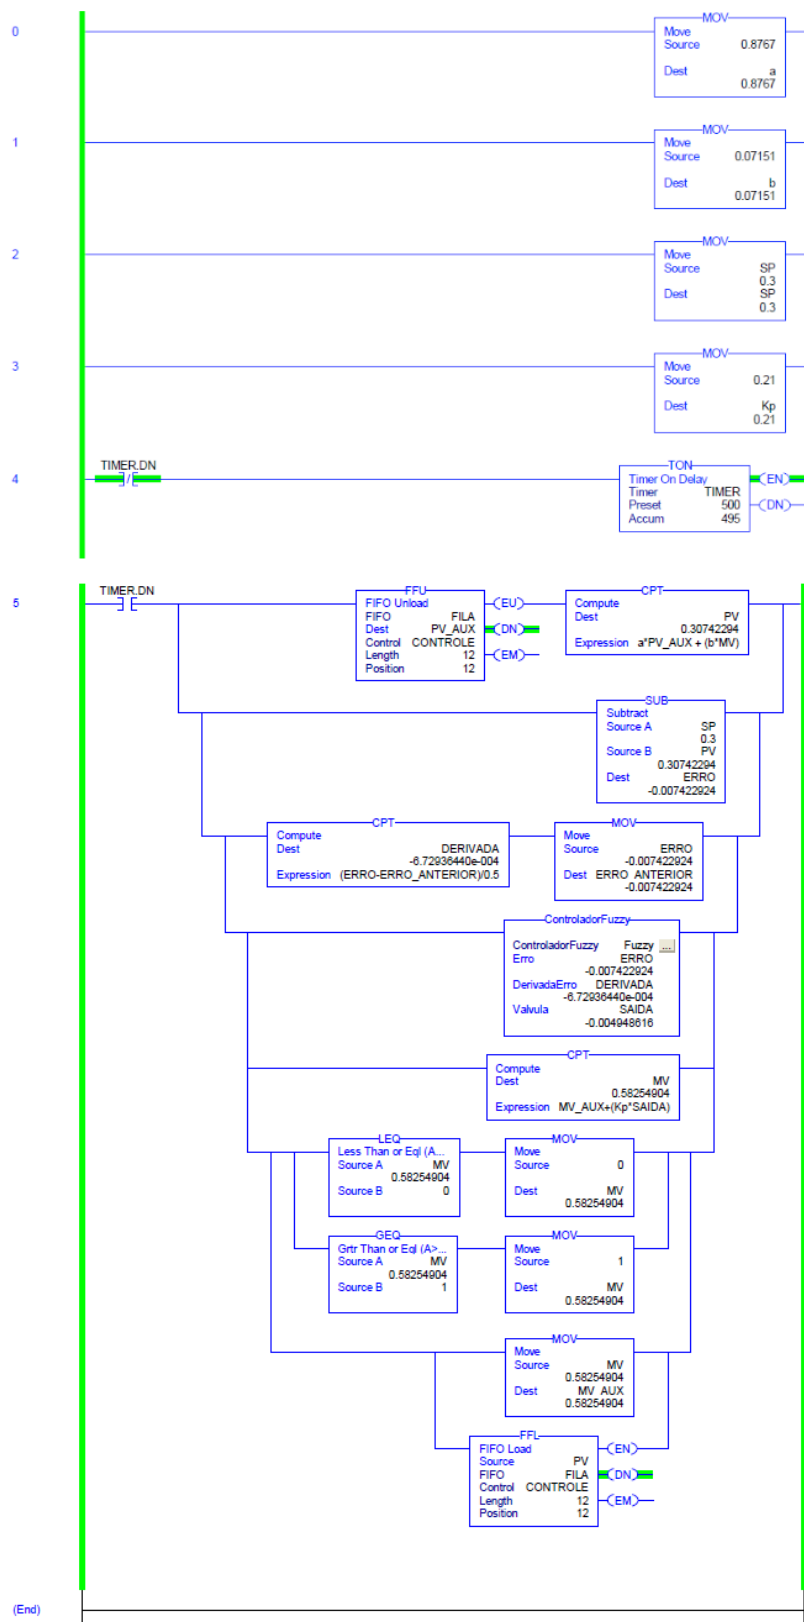 0
MOV
Move
Source 0.8767
Dest a
0.8767
1
MOV
Move
Source 0.07151
Dest b
0.07151
2
MOV
Move
Source SP
0.3
Dest SP
0.3
3
MOV
Move
Source 0.21
Dest Kp
0.21
4
TIMER.DN
TON
Timer On Delay
Timer TIMER
Preset 500
Accum 495
EN
DN
5
TIMER.DN
FFU
FIFO Unload
FIFO FILA
Dest PV_AUX
Control CONTROLE
Length 12
Position 12
EU
DN
EM
CPT
Compute
Dest PV
0.30742294
Expression a*PV_AUX + (b*MV)
SUB
Subtract
Source A SP
0.3
Source B PV
0.30742294
Dest ERRO
-0.007422924
CPT
Compute
Dest DERIVADA
-6.72936440e-004
Expression (ERRO-ERRO_ANTERIOR)/0.5
MOV
Move
Source ERRO
-0.007422924
Dest ERRO_ANTERIOR
-0.007422924
ControladorFuzzy
ControladorFuzzy Fuzzy ...
Erro ERRO
-0.007422924
DerivadaErro DERIVADA
-6.72936440e-004
Valvula SAIDA
-0.004948616
CPT
Compute
Dest MV
0.58254904
Expression MV_AUX+(Kp*SAIDA)
LEQ
Less Than or Eql (A...
Source A MV
0.58254904
Source B 0
MOV
Move
Source 0
Dest MV
0.58254904
GEQ
Grtr Than or Eql (A>...
Source A MV
0.58254904
Source B 1
MOV
Move
Source 1
Dest MV
0.58254904
MOV
Move
Source MV
0.58254904
Dest MV_AUX
0.58254904
FFL
FIFO Load
Source PV
FIFO FILA
Control CONTROLE
Length 12
Position 12
EN
DN
EM
(End)